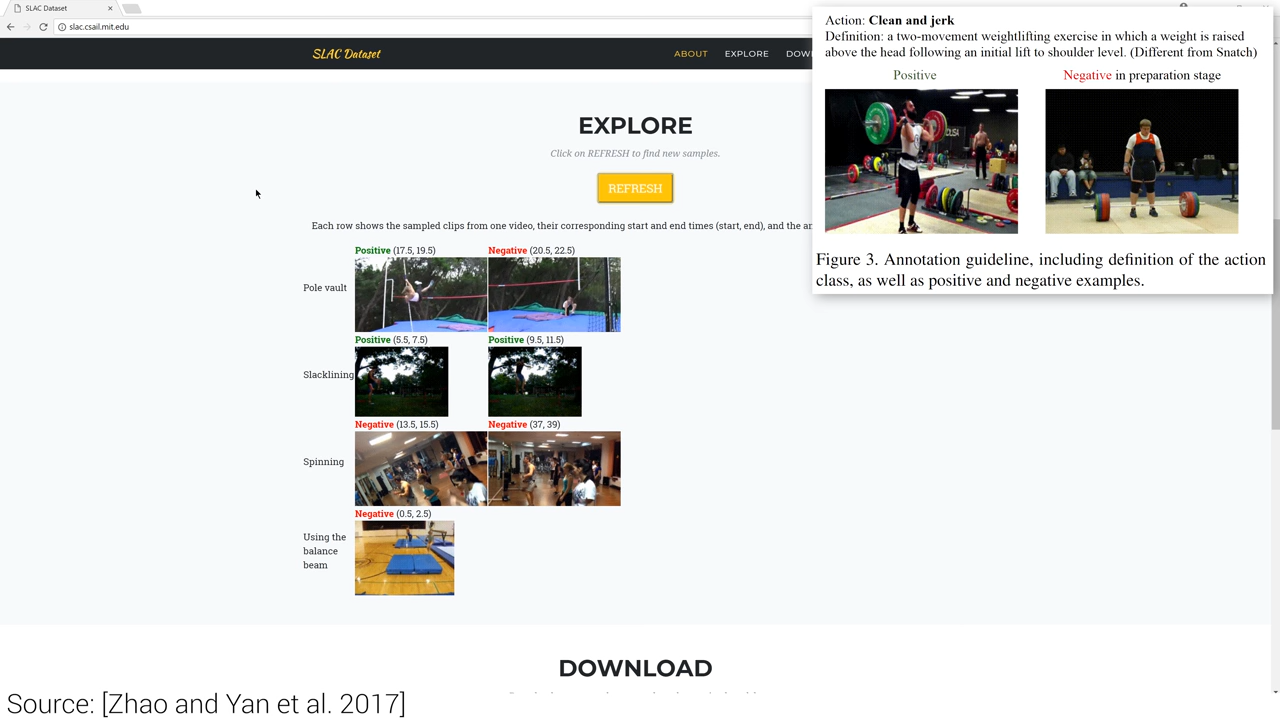 SLAC Dataset
slac.csail.mit.edu
SLAC Dataset
ABOUT EXPLORE DOW
EXPLORE
Click on REFRESH to find new samples.
REFRESH
Each row shows the sampled clips from one video, their corresponding start and end times (start, end), and the an
Positive (17.5, 19.5) Negative (20.5, 22.5)
Pole vault
Positive (5.5, 7.5) Positive (9.5, 11.5)
Slacklining
Negative (13.5, 15.5) Negative (37, 39)
Spinning
Negative (0.5, 2.5)
Using the
balance
beam
DOWNLOAD
Action: Clean and jerk
Definition: a two-movement weightlifting exercise in which a weight is raised
above the head following an initial lift to shoulder level. (Different from Snatch)
Positive Negative in preparation stage
Figure 3. Annotation guideline, including definition of the action
class, as well as positive and negative examples.
Source: [Zhao and Yan et al. 2017]